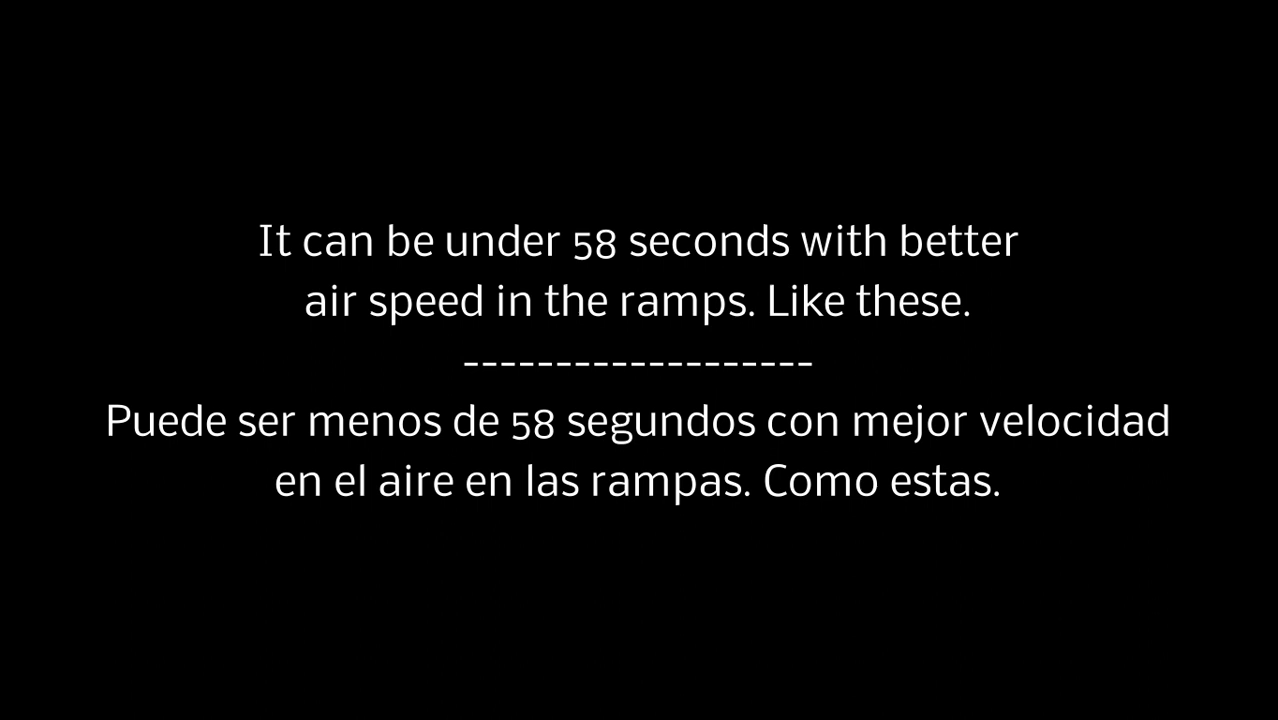 It can be under 58 seconds with better
air speed in the ramps. Like these.
-------------------
Puede ser menos de 58 segundos con mejor velocidad
en el aire en las rampas. Como estas.